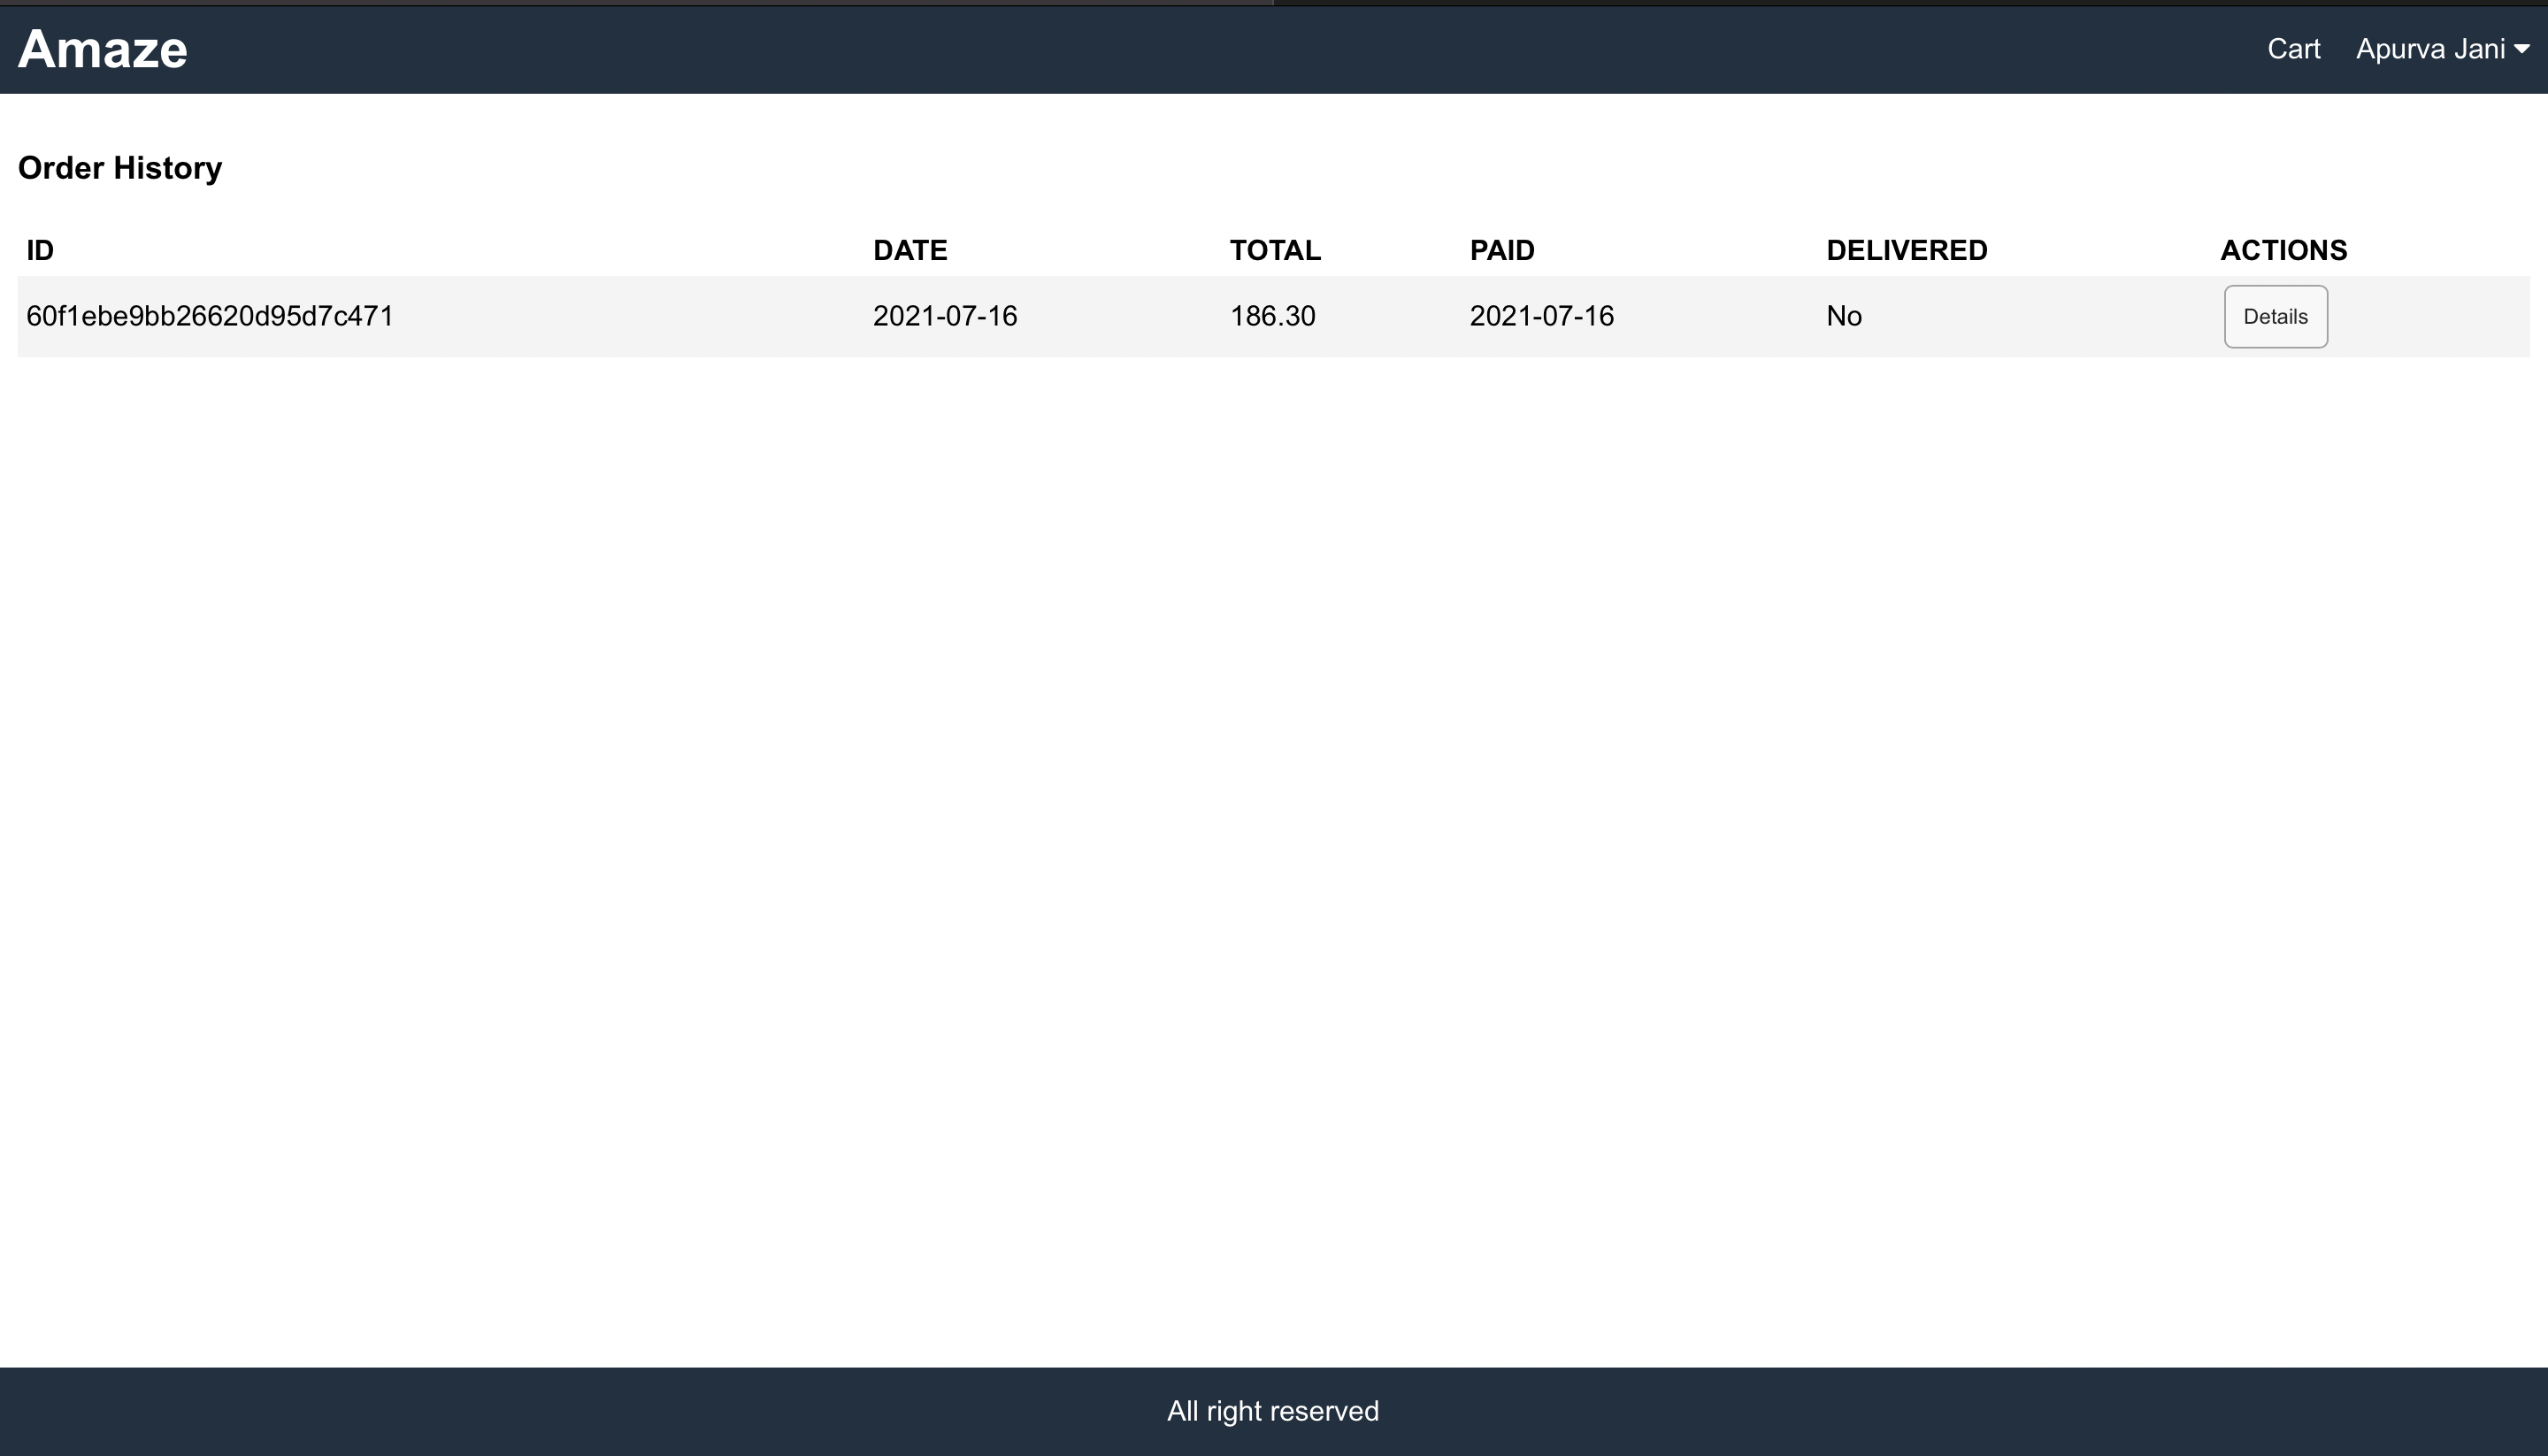 Amaze
Cart Apurva Jani
Order History
ID DATE TOTAL PAID DELIVERED ACTIONS
60f1ebe9bb26620d95d7c471 2021-07-16 186.30 2021-07-16 No Details
All right reserved